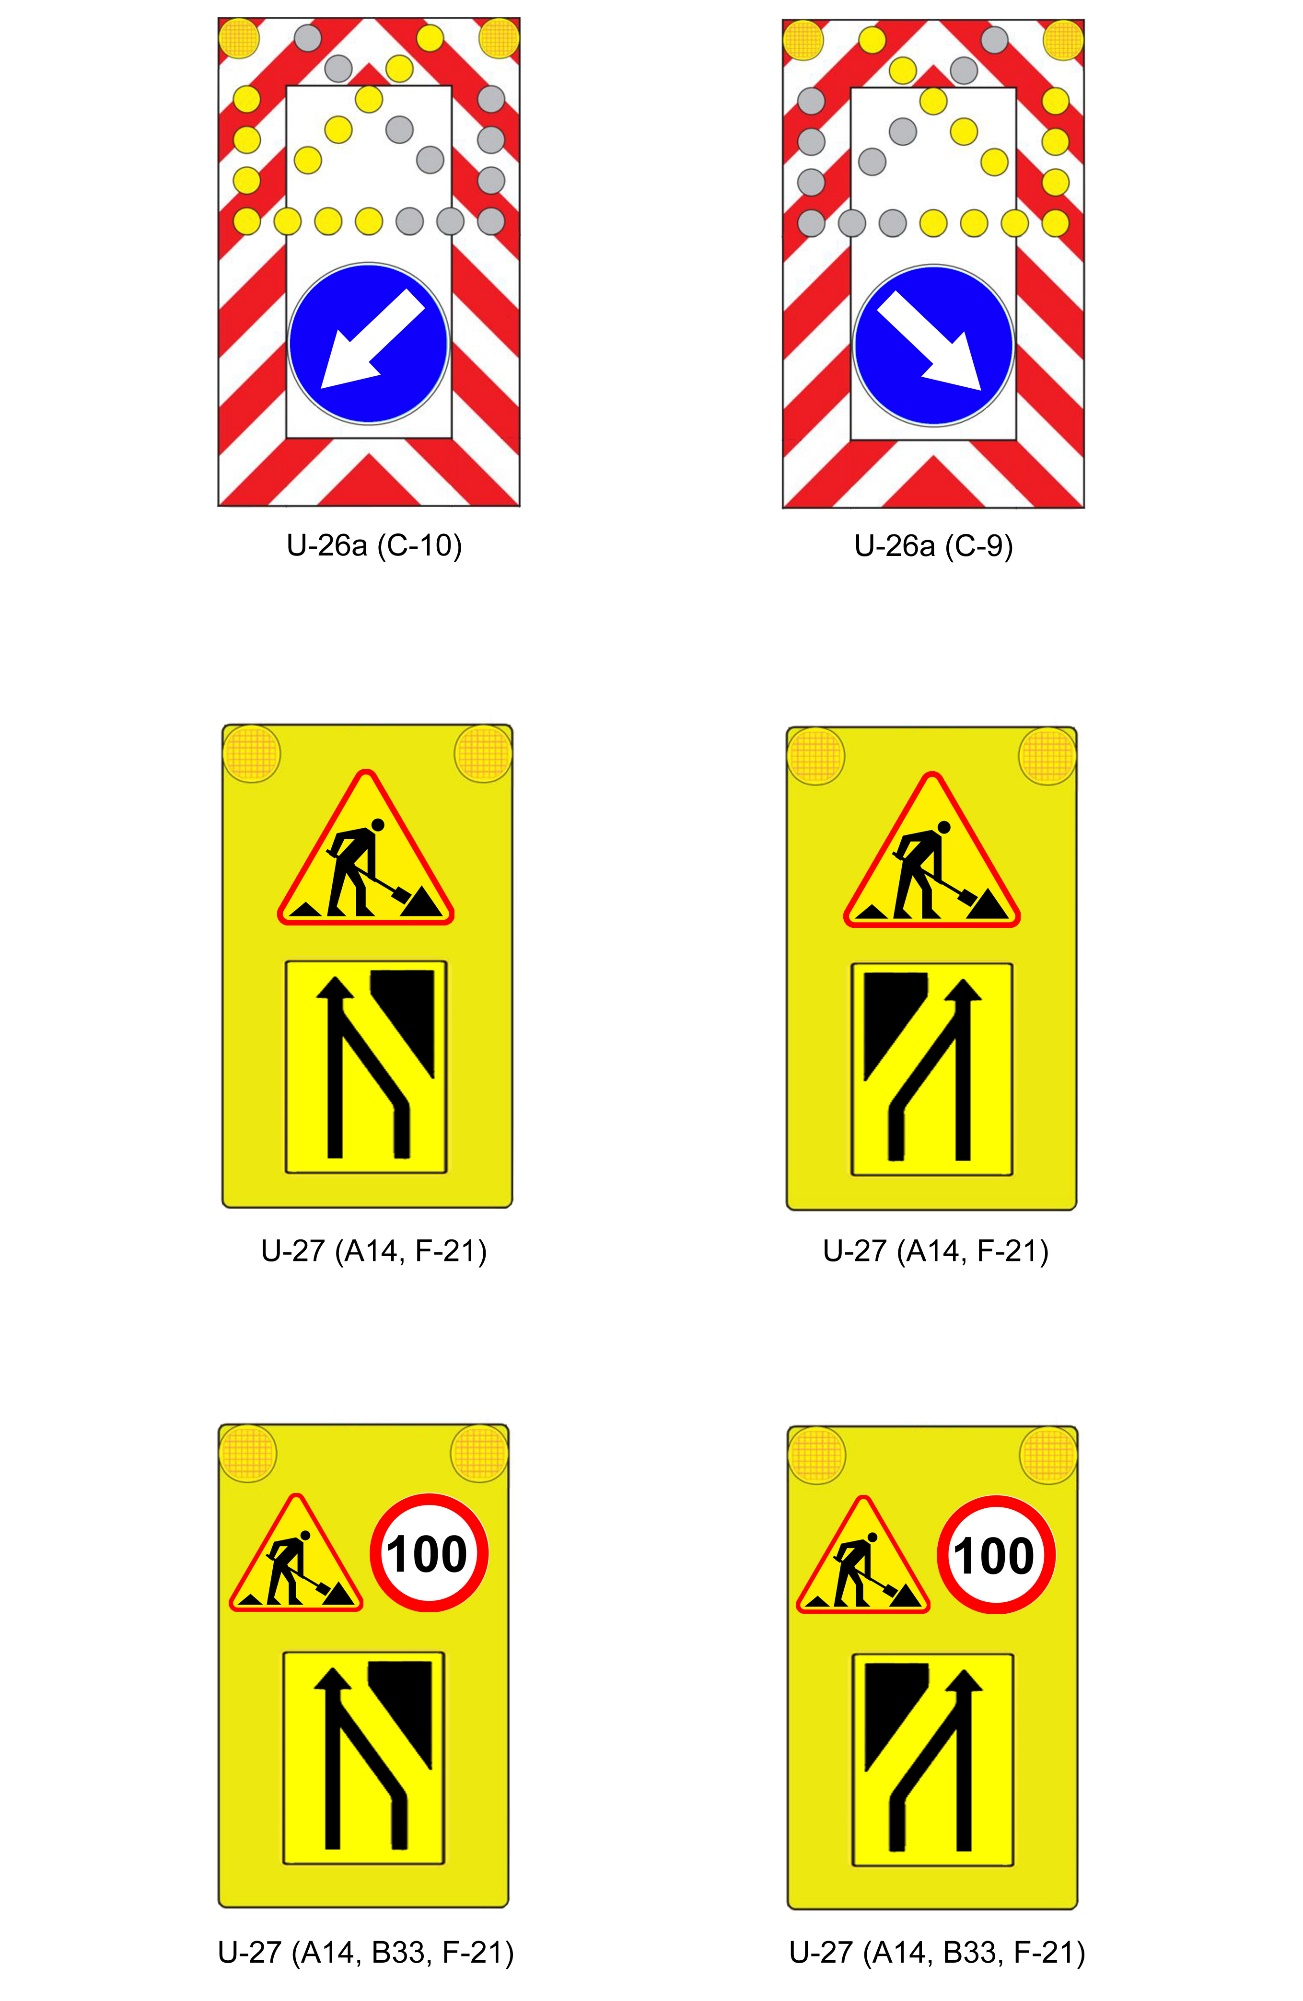 U-26a (C-10)
U-26a (C-9)
U-27 (A14, F-21)
U-27 (A14, F-21)
100
100
U-27 (A14, B33, F-21)
U-27 (A14, B33, F-21)